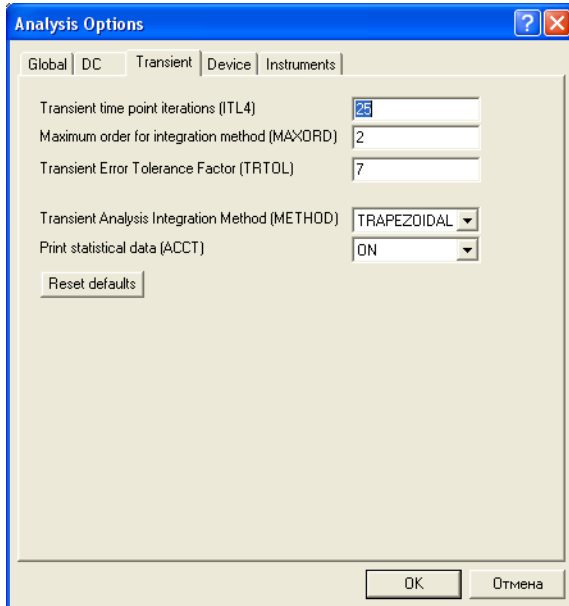 Analysis Options
Global DC Transient Device Instruments
Transient time point iterations (ITL4) 25
Maximum order for integration method (MAXORD) 2
Transient Error Tolerance Factor (TRTOL) 7
Transient Analysis Integration Method (METHOD) TRAPEZOIDAL
Print statistical data (ACCT) ON
Reset defaults
OK Отмена